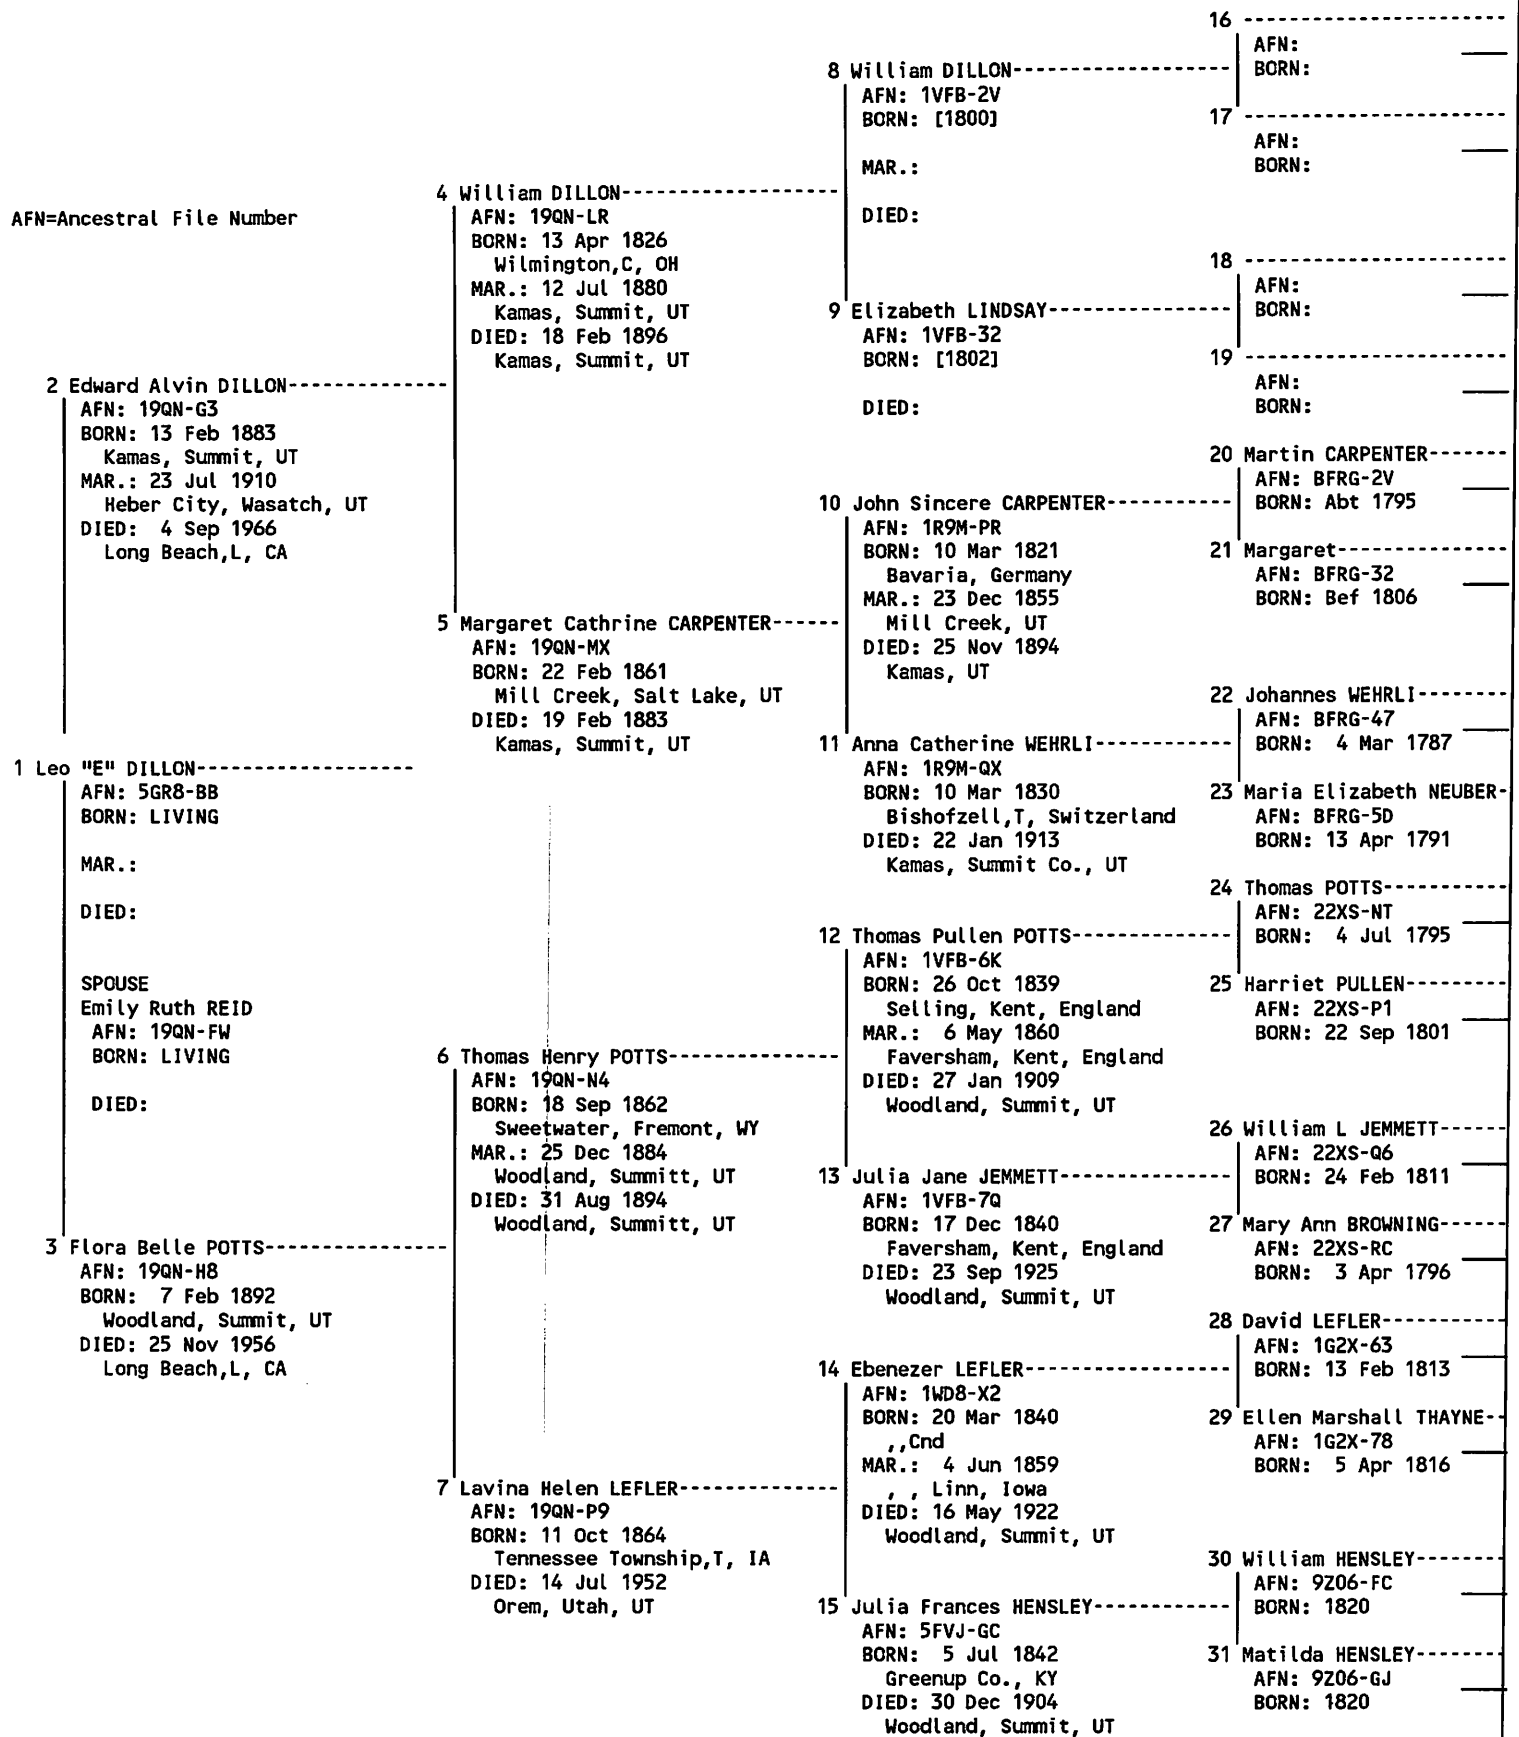 AFN=Ancestral File Number
1 Leo "E" DILLON------------------
AFN: 5GR8-BB
BORN: LIVING
MAR.:
DIED:
SPOUSE
Emily Ruth REID
AFN: 19QN-FW
BORN: LIVING
DIED:
2 Edward Alvin DILLON-------------
AFN: 19QN-G3
BORN: 13 Feb 1883
Kamas, Summit, UT
MAR.: 23 Jul 1910
Heber City, Wasatch, UT
DIED: 4 Sep 1966
Long Beach,L, CA
3 Flora Belle POTTS---------------
AFN: 19QN-H8
BORN: 7 Feb 1892
Woodland, Summit, UT
DIED: 25 Nov 1956
Long Beach,L, CA
4 William DILLON------------------
AFN: 19QN-LR
BORN: 13 Apr 1826
Wilmington,C, OH
MAR.: 12 Jul 1880
Kamas, Summit, UT
DIED: 18 Feb 1896
Kamas, Summit, UT
5 Margaret Cathrine CARPENTER------
AFN: 19QN-MX
BORN: 22 Feb 1861
Mill Creek, Salt Lake, UT
DIED: 19 Feb 1883
Kamas, Summit, UT
6 Thomas Henry POTTS--------------
AFN: 19QN-N4
BORN: 18 Sep 1862
Sweetwater, Fremont, WY
MAR.: 25 Dec 1884
Woodland, Summitt, UT
DIED: 31 Aug 1894
Woodland, Summitt, UT
7 Lavina Helen LEFLER-------------
AFN: 19QN-P9
BORN: 11 Oct 1864
Tennessee Township,T, IA
DIED: 14 Jul 1952
Orem, Utah, UT
8 William DILLON------------------
AFN: 1VFB-2V
BORN: [1800]
MAR.:
DIED:
9 Elizabeth LINDSAY---------------
AFN: 1VFB-32
BORN: [1802]
DIED:
10 John Sincere CARPENTER----------
AFN: 1R9M-PR
BORN: 10 Mar 1821
Bavaria, Germany
MAR.: 23 Dec 1855
Mill Creek, UT
DIED: 25 Nov 1894
Kamas, UT
11 Anna Catherine WEHRLI-----------
AFN: 1R9M-QX
BORN: 10 Mar 1830
Bishofzell,T, Switzerland
DIED: 22 Jan 1913
Kamas, Summit Co., UT
12 Thomas Pullen POTTS-------------
AFN: 1VFB-6K
BORN: 26 Oct 1839
Selling, Kent, England
MAR.: 6 May 1860
Faversham, Kent, England
DIED: 27 Jan 1909
Woodland, Summit, UT
13 Julia Jane JEMMETT--------------
AFN: 1VFB-7Q
BORN: 17 Dec 1840
Faversham, Kent, England
DIED: 23 Sep 1925
Woodland, Summit, UT
14 Ebenezer LEFLER-----------------
AFN: 1WD8-X2
BORN: 20 Mar 1840
,,Cnd
MAR.: 4 Jun 1859
, , Linn, Iowa
DIED: 16 May 1922
Woodland, Summit, UT
15 Julia Frances HENSLEY-----------
AFN: 5FVJ-GC
BORN: 5 Jul 1842
Greenup Co., KY
DIED: 30 Dec 1904
Woodland, Summit, UT
16 ----------------------
AFN:
BORN:
17 ----------------------
AFN:
BORN:
18 ----------------------
AFN:
BORN:
19 ----------------------
AFN:
BORN:
20 Martin CARPENTER-------
AFN: BFRG-2V
BORN: Abt 1795
21 Margaret--------------
AFN: BFRG-32
BORN: Bef 1806
22 Johannes WEHRLI--------
AFN: BFRG-47
BORN: 4 Mar 1787
23 Maria Elizabeth NEUBER-
AFN: BFRG-5D
BORN: 13 Apr 1791
24 Thomas POTTS----------
AFN: 22XS-NT
BORN: 4 Jul 1795
25 Harriet PULLEN---------
AFN: 22XS-P1
BORN: 22 Sep 1801
26 William L JEMMETT------
AFN: 22XS-Q6
BORN: 24 Feb 1811
27 Mary Ann BROWNING------
AFN: 22XS-RC
BORN: 3 Apr 1796
28 David LEFLER----------
AFN: 1G2X-63
BORN: 13 Feb 1813
29 Ellen Marshall THAYNE--
AFN: 1G2X-78
BORN: 5 Apr 1816
30 William HENSLEY--------
AFN: 9Z06-FC
BORN: 1820
31 Matilda HENSLEY--------
AFN: 9Z06-GJ
BORN: 1820